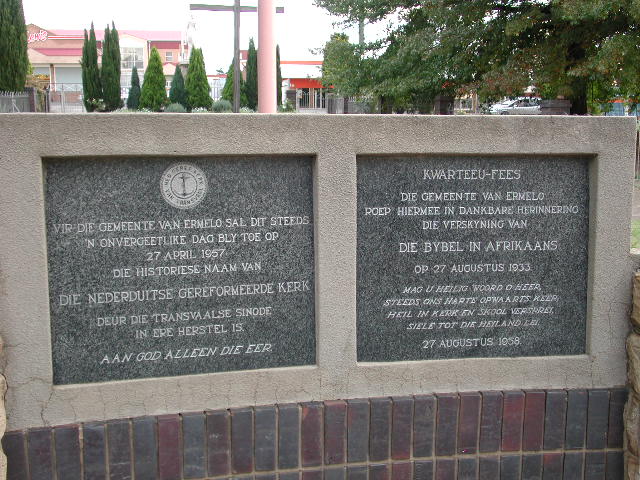 VIR DIE GEMEENTE VAN ERMELO SAL DIT STEEDS
'N ONVERGEETLIKE DAG BLY TOE OP
27 APRIL 1957
DIE HISTORIESE NAAM VAN
DIE NEDERDUITSE GEREFORMEERDE KERK
DEUR DIE TRANSVAALSE SINODE
IN ERE HERSTEL IS.
AAN GOD ALLEEN DIE EER.
KWARTEEU-FEES
DIE GEMEENTE VAN ERMELO
ROEP HIERMEE IN DANKBARE HERINNERING
DIE VERSKYNING VAN
DIE BYBEL IN AFRIKAANS
OP 27 AUGUSTUS 1933.
MAG U HEILIG WOORD O HEER,
STEEDS ONS HARTE OPWAARTS KEER,
HEIL IN KERK EN SKOOL VERSPREI,
SIELE TOT DIE HEILAND LEI.
27 AUGUSTUS 1958.